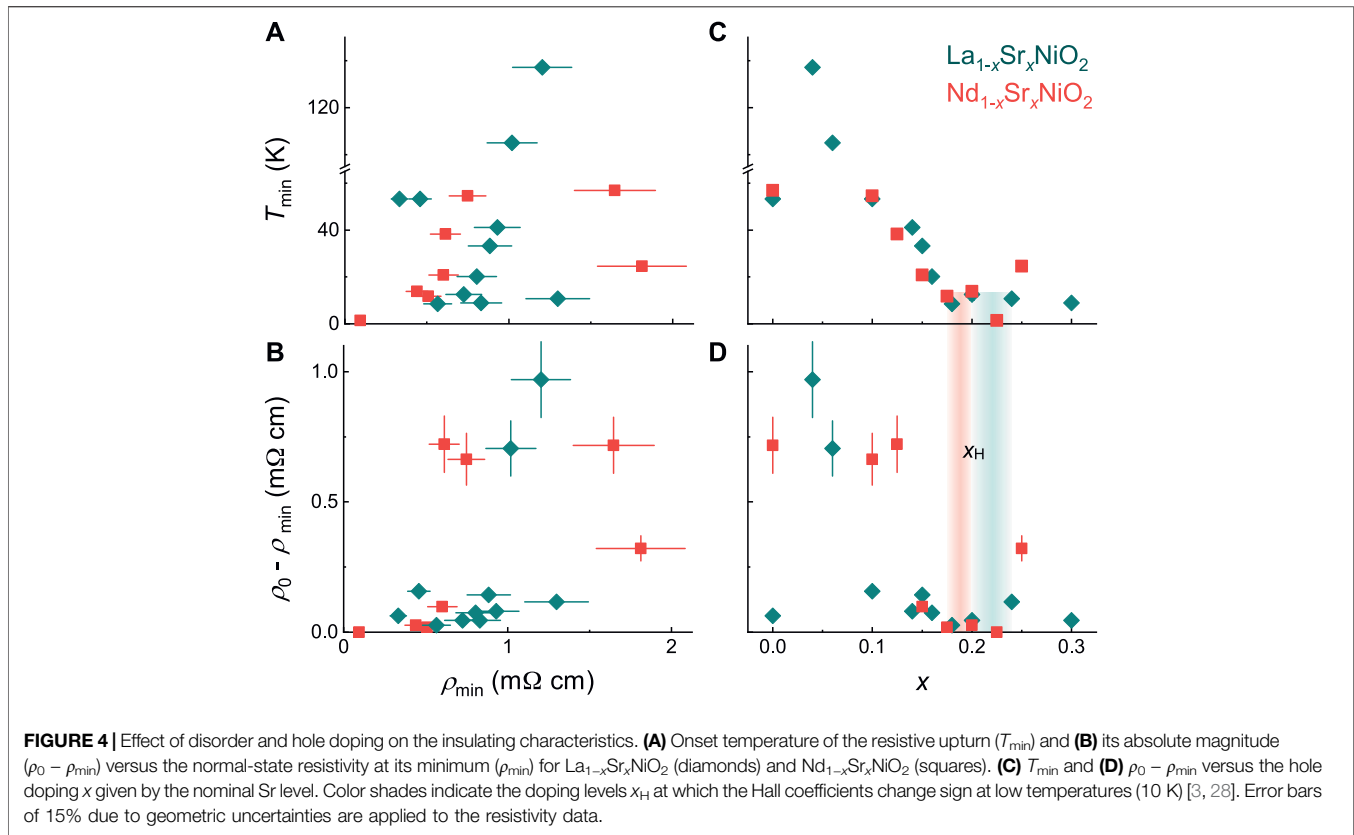 A
C
La1-xSrxNiO2
Nd1-xSrxNiO2
120
40
0
Tmin (K)
B
D
1.0
0.5
0.0
ρ0 - ρ min (mΩ cm)
xH
0
1
2
0.0
0.1
0.2
0.3
ρmin (mΩ cm)
x
FIGURE 4 | Effect of disorder and hole doping on the insulating characteristics. (A) Onset temperature of the resistive upturn (Tmin) and (B) its absolute magnitude
(ρ0 – ρmin) versus the normal-state resistivity at its minimum (ρmin) for La1−xSrxNiO2 (diamonds) and Nd1−xSrxNiO2 (squares). (C) Tmin and (D) ρ0 – ρmin versus the hole
doping x given by the nominal Sr level. Color shades indicate the doping levels xH at which the Hall coefficients change sign at low temperatures (10 K) [3, 28]. Error bars
of 15% due to geometric uncertainties are applied to the resistivity data.